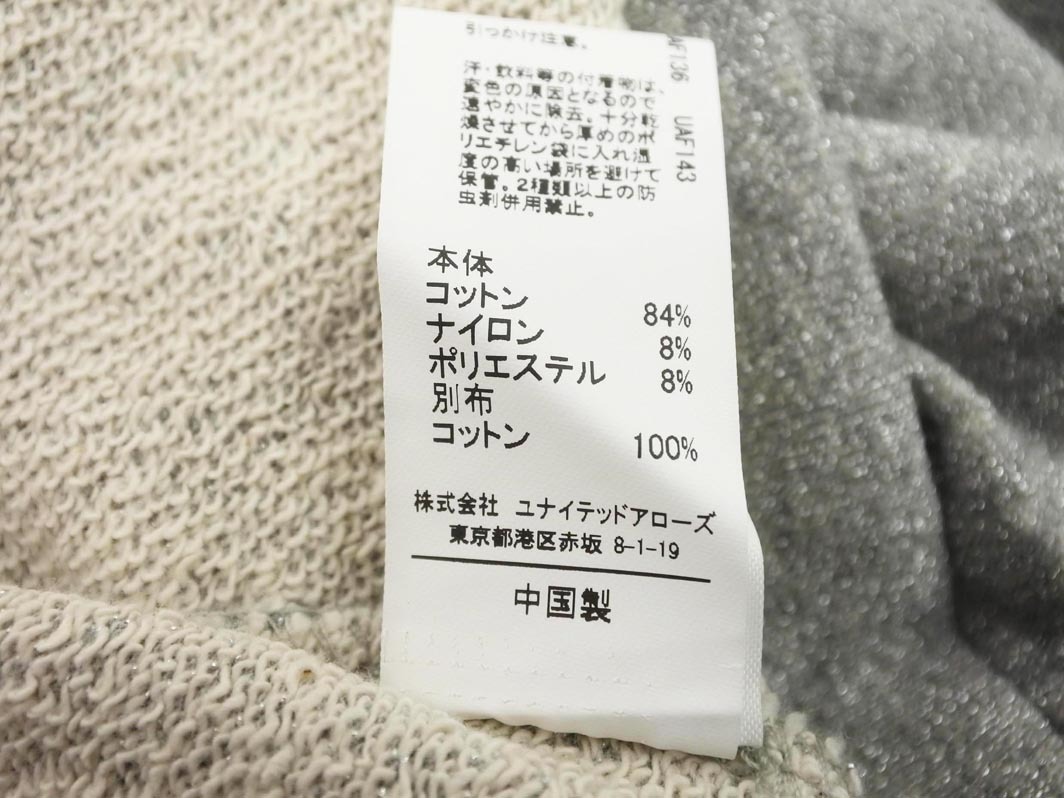 引っかけ注意。
汗・飲料等の付着物は、
変色の原因となるので
速やかに除去。十分乾
燥させてから厚めのポ
リエチレン袋に入れ温
度の高い場所を避けて
保管。2種類以上の防
虫剤併用禁止。
AF136 UAF143
本体
コットン 84%
ナイロン 8%
ポリエステル 8%
別布
コットン 100%
株式会社 ユナイテッドアローズ
東京都港区赤坂 8-1-19
中国製